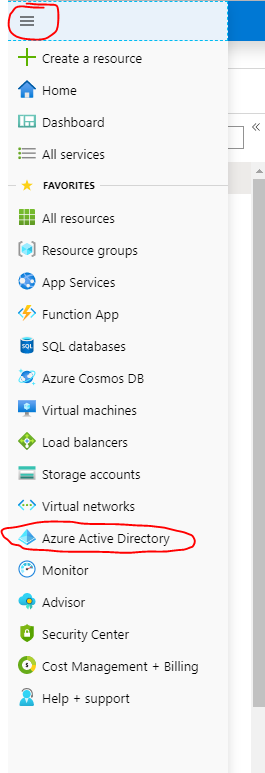 Create a resource
Home
Dashboard
All services
FAVORITES
All resources
Resource groups
App Services
Function App
SQL databases
Azure Cosmos DB
Virtual machines
Load balancers
Storage accounts
Virtual networks
Azure Active Directory
Monitor
Advisor
Security Center
Cost Management + Billing
Help + support